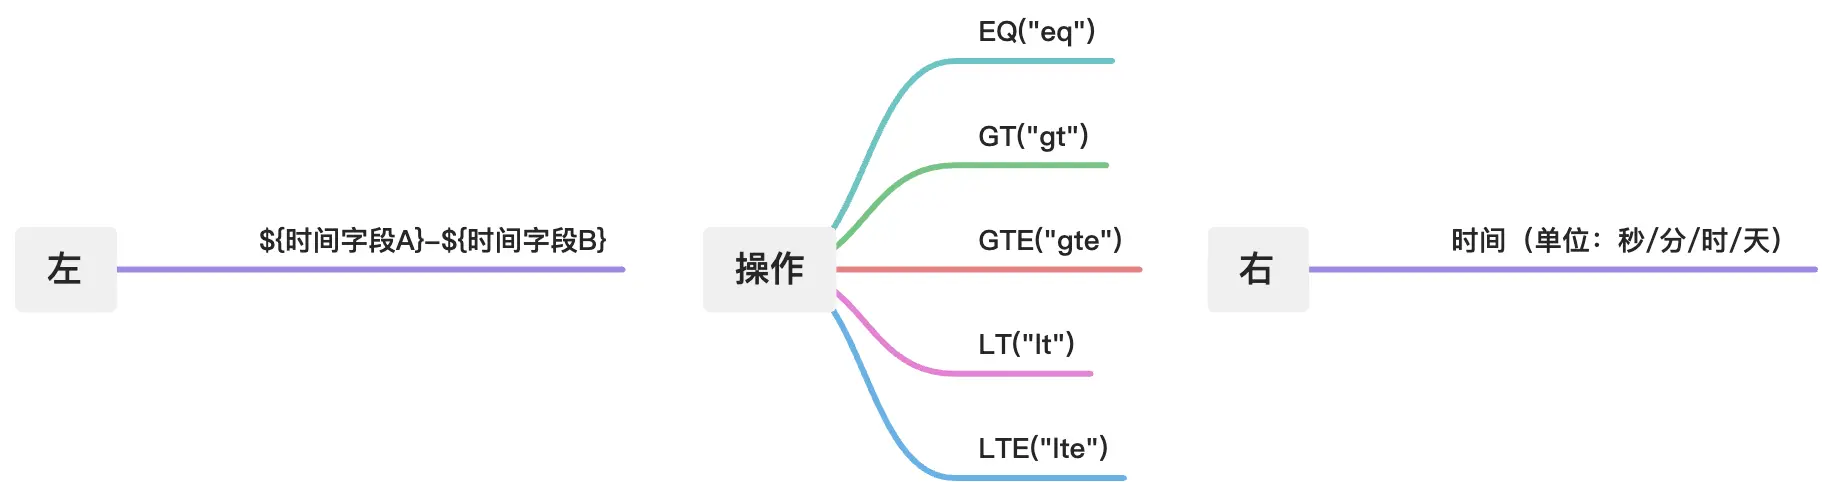 左
${时间字段A}-${时间字段B}
操作
EQ("eq")
GT("gt")
GTE("gte")
LT("lt")
LTE("lte")
右
时间（单位：秒/分/时/天）